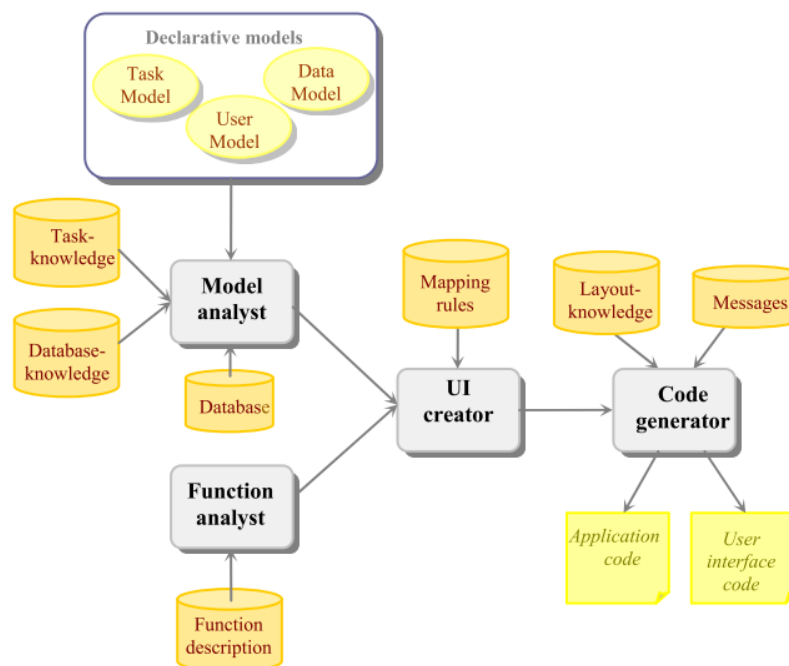 Declarative models
Task
Model
Data
Model
User
Model
Task-
knowledge
Model
analyst
Mapping
rules
Layout-
knowledge
Messages
Database-
knowledge
Database
UI
creator
Code
generator
Function
analyst
Application
code
User
interface
code
Function
description